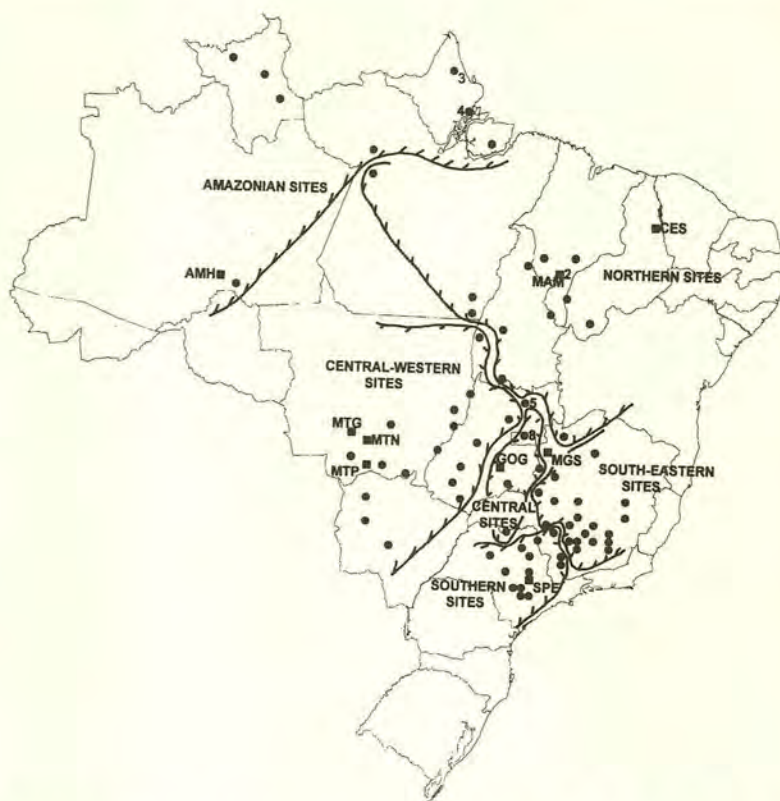 3
4
AMAZONIAN SITES
CES
AMH
MAM
2
NORTHERN SITES
CENTRAL-WESTERN
SITES
5
MTG
MTN
8
MTP
GOG
MGS
SOUTH-EASTERN
SITES
CENTRAL
SITES
SOUTHERN
SITES
SPE